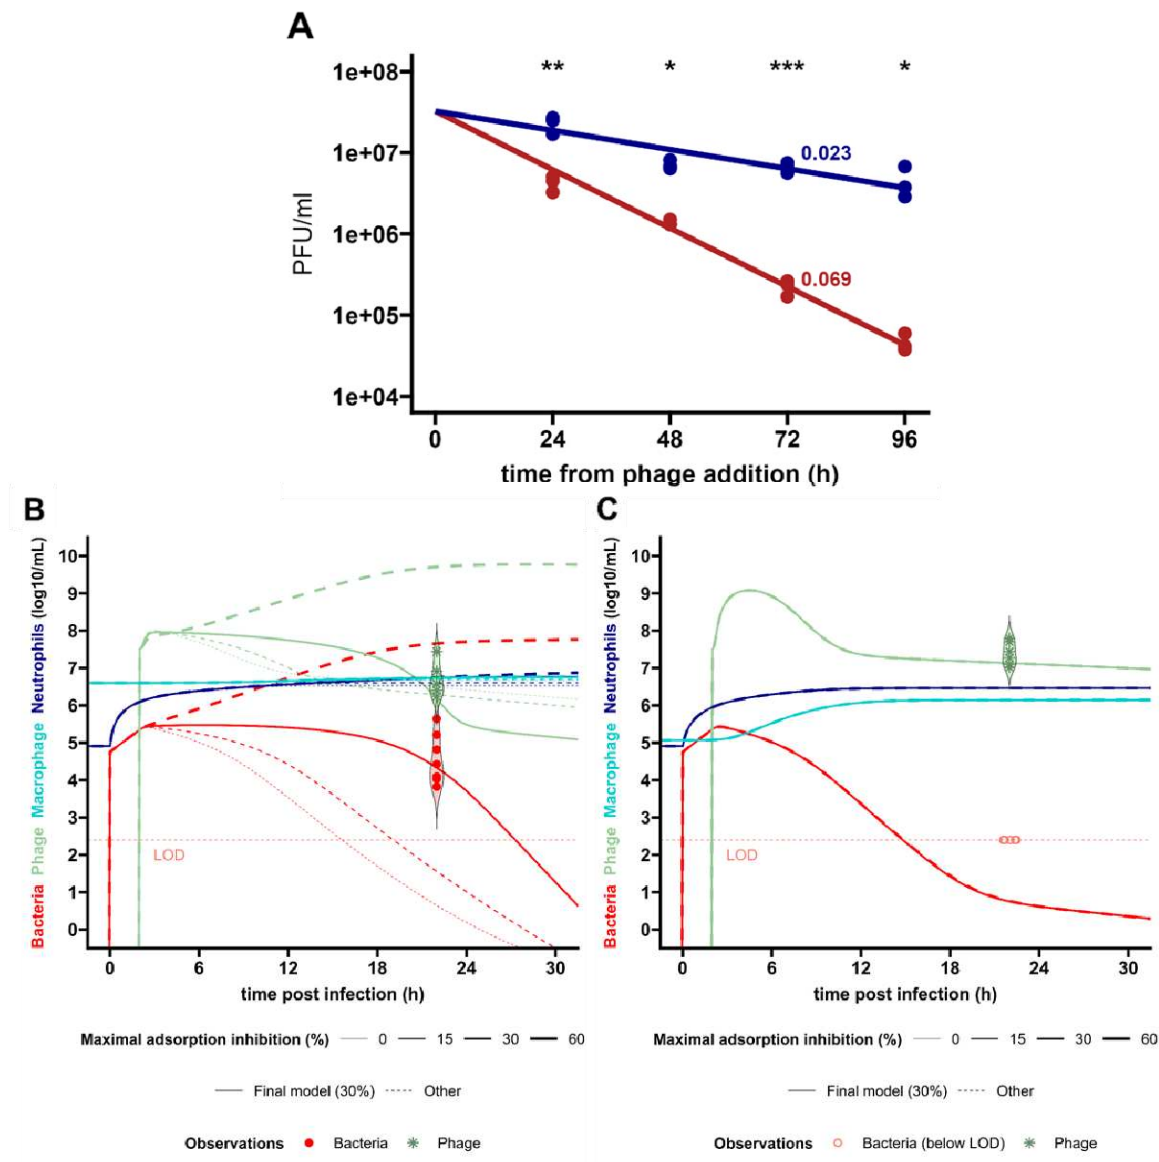 A
** * *** *
1e+08
1e+07
1e+06
1e+05
1e+04
PFU/ml
0.023
0.069
0 24 48 72 96
time from phage addition (h)
B
Bacteria Phage Macrophage Neutrophils (log10/mL)
10
9
8
7
6
5
4
3
2
1
0
LOD
0 6 12 18 24 30
time post infection (h)
Maximal adsorption inhibition (%) 0 15 30 60
Final model (30%) Other
Observations Bacteria Phage
C
Bacteria Phage Macrophage Neutrophils (log10/mL)
10
9
8
7
6
5
4
3
2
1
0
LOD
0 6 12 18 24 30
time post infection (h)
Maximal adsorption inhibition (%) 0 15 30 60
Final model (30%) Other
Observations Bacteria (below LOD) Phage